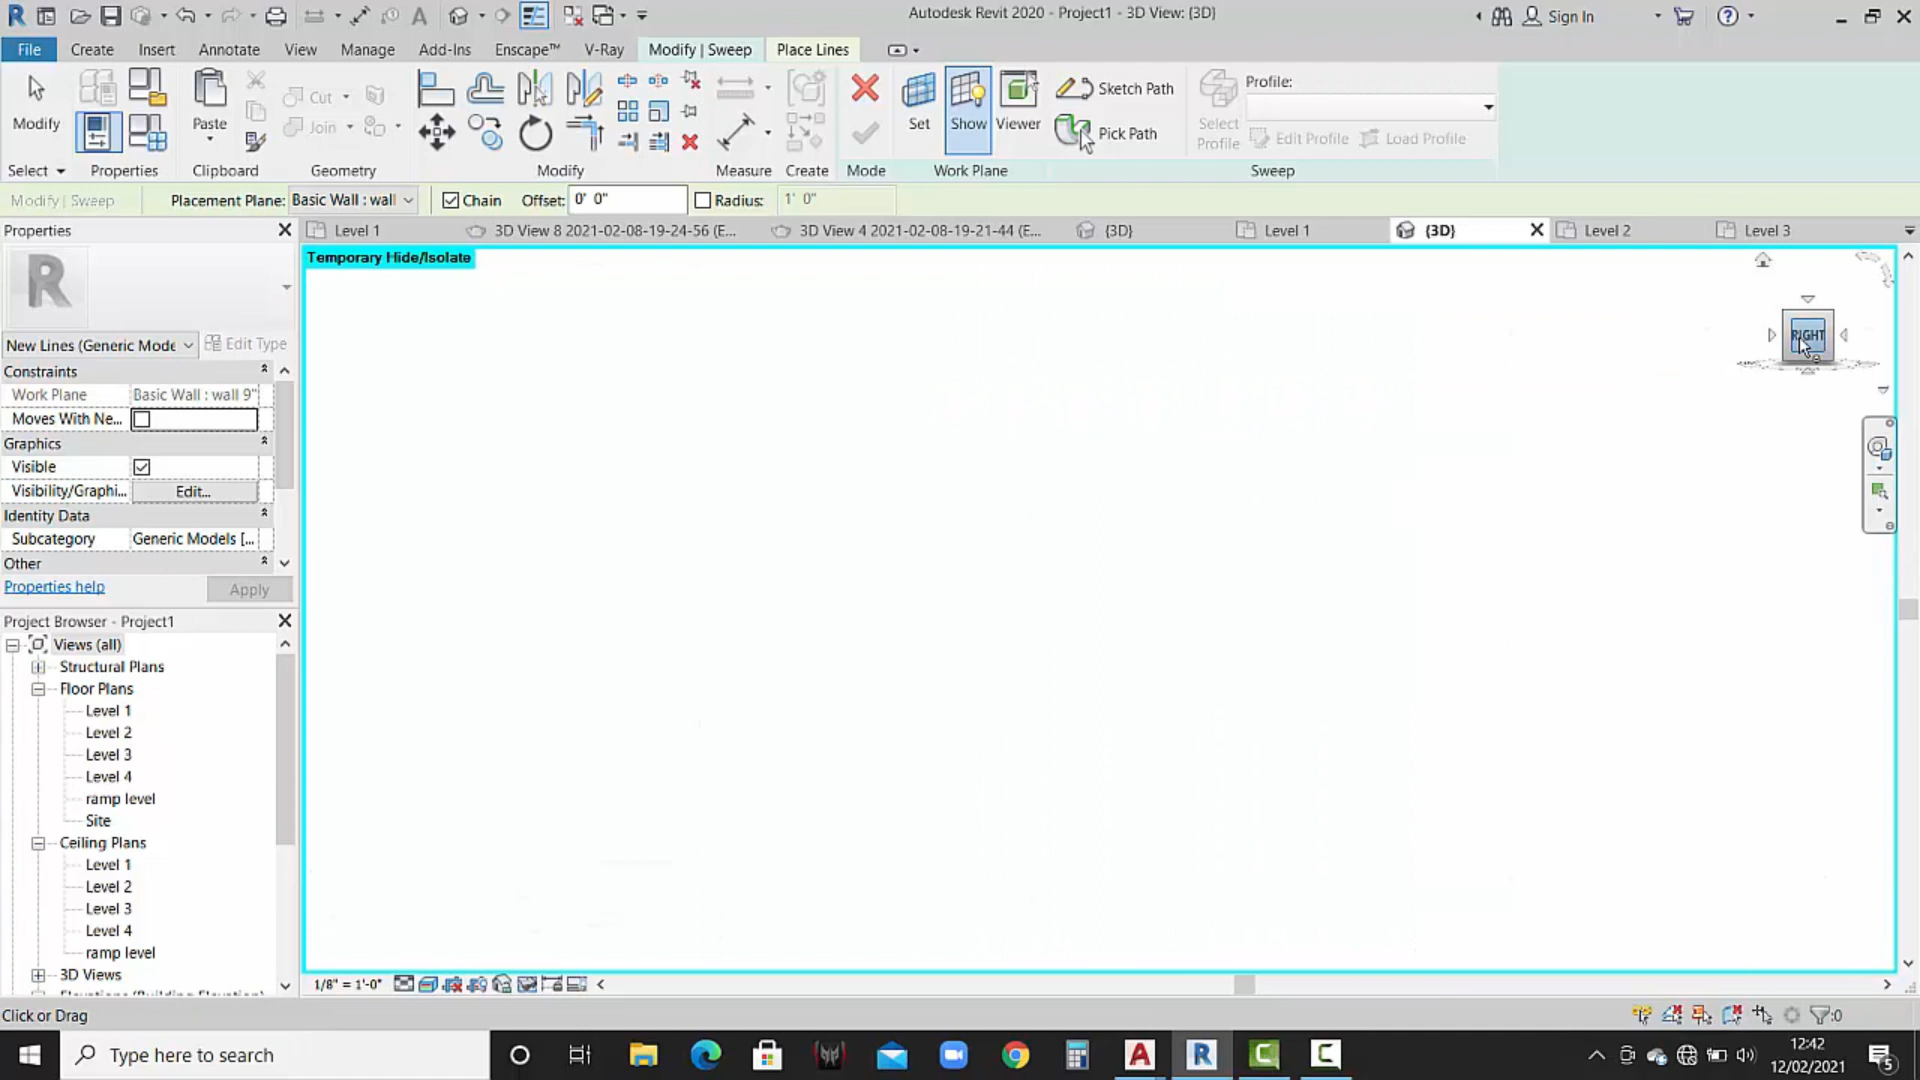 Autodesk Revit 2020 - Project1 - 3D View: {3D}
Sign In
File Create Insert Annotate View Manage Add-Ins Enscape™ V-Ray Modify | Sweep Place Lines
Modify
Paste
Cut
Join
Set
Show
Viewer
Sketch Path
Pick Path
Select
Profile
Profile:
Edit Profile
Load Profile
Select Properties Clipboard Geometry Modify Measure Create Mode Work Plane Sweep
Modify | Sweep Placement Plane: Basic Wall : wall Chain Offset: 0' 0" Radius: 1' 0"
Properties
Level 1 3D View 8 2021-02-08-19-24-56 (E... 3D View 4 2021-02-08-19-21-44 (E... {3D} Level 1 {3D} Level 2 Level 3
Temporary Hide/Isolate
RIGHT
R
New Lines (Generic Mode Edit Type
Constraints
Work Plane Basic Wall : wall 9"
Moves With Ne...
Graphics
Visible
Visibility/Graphi... Edit...
Identity Data
Subcategory Generic Models [...
Other
Properties help Apply
Project Browser - Project1
Views (all)
Structural Plans
Floor Plans
Level 1
Level 2
Level 3
Level 4
ramp level
Site
Ceiling Plans
Level 1
Level 2
Level 3
Level 4
ramp level
3D Views
Elevations (Building Elevation)
1/8" = 1'-0"
Click or Drag
:0
Type here to search
12:42
12/02/2021
5